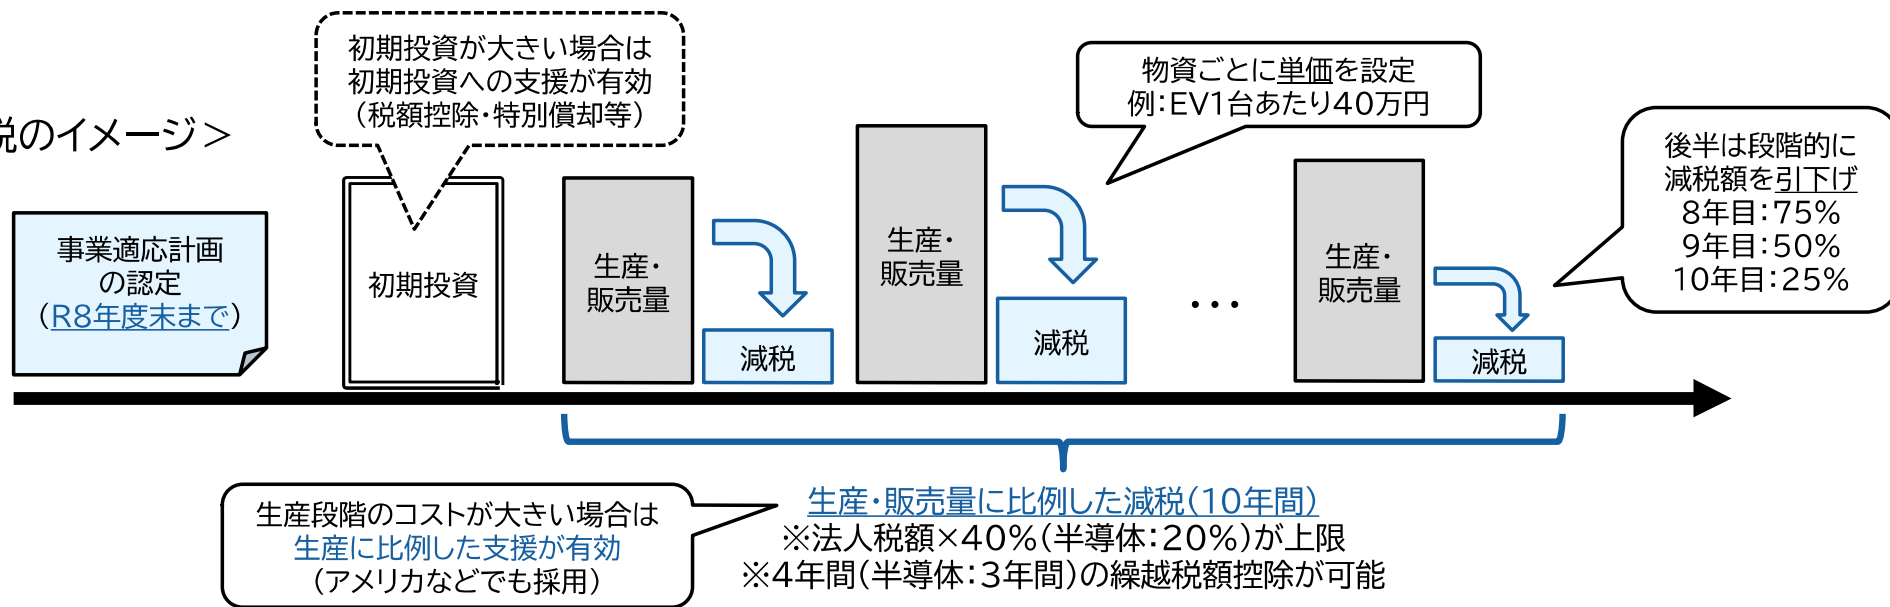 税のイメージ＞
初期投資が大きい場合は
初期投資への支援が有効
（税額控除・特別償却等）
物資ごとに単価を設定
例：EV1台あたり40万円
後半は段階的に
減税額を引下げ
8年目：75%
9年目：50%
10年目：25%
事業適応計画
の認定
（R8年度末まで）
初期投資
生産・
販売量
減税
生産・
販売量
減税
・・・
生産・
販売量
減税
生産段階のコストが大きい場合は
生産に比例した支援が有効
（アメリカなどでも採用）
生産・販売量に比例した減税（10年間）
※法人税額×40%（半導体：20%）が上限
※4年間（半導体：3年間）の繰越税額控除が可能